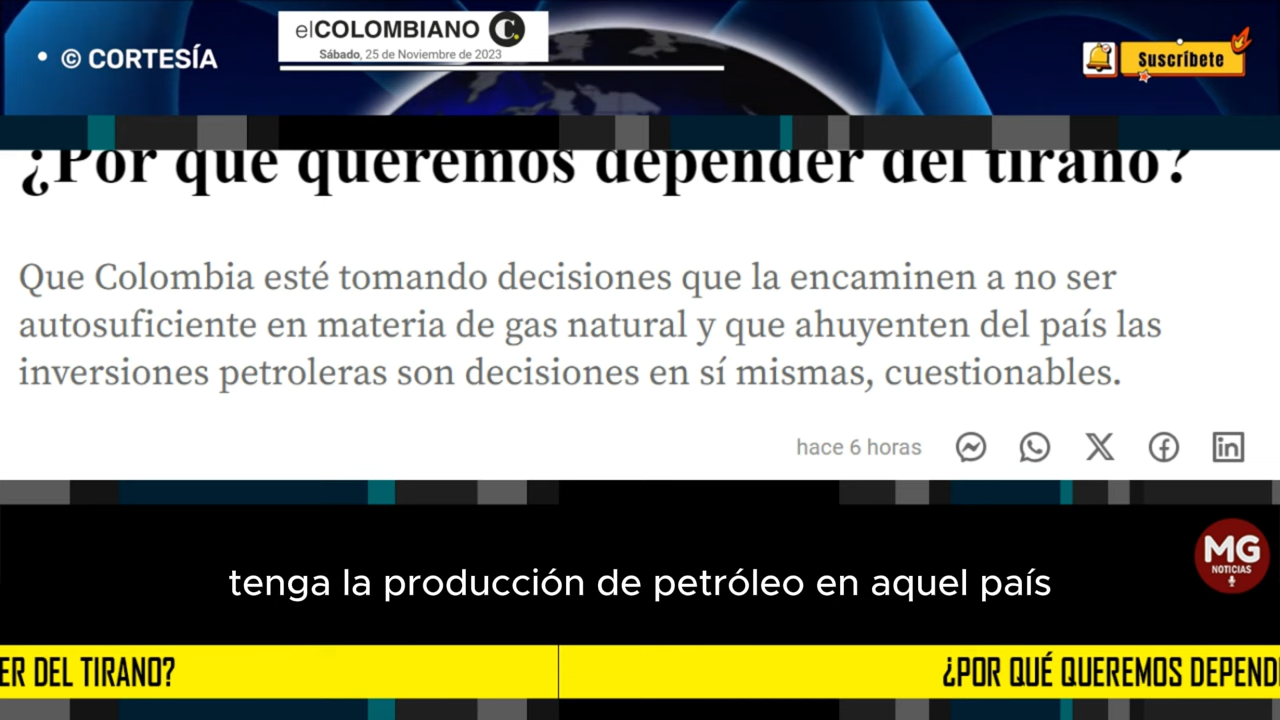 elCOLOMBIANO C.
Sábado, 25 de Noviembre de 2023
• © CORTESÍA
Suscríbete
¿Por qué queremos depender del tirano?
Que Colombia esté tomando decisiones que la encaminen a no ser
autosuficiente en materia de gas natural y que ahuyenten del país las
inversiones petroleras son decisiones en sí mismas, cuestionables.
hace 6 horas
MG
NOTICIAS
tenga la producción de petróleo en aquel país
ER DEL TIRANO?
¿POR QUÉ QUEREMOS DEPEND